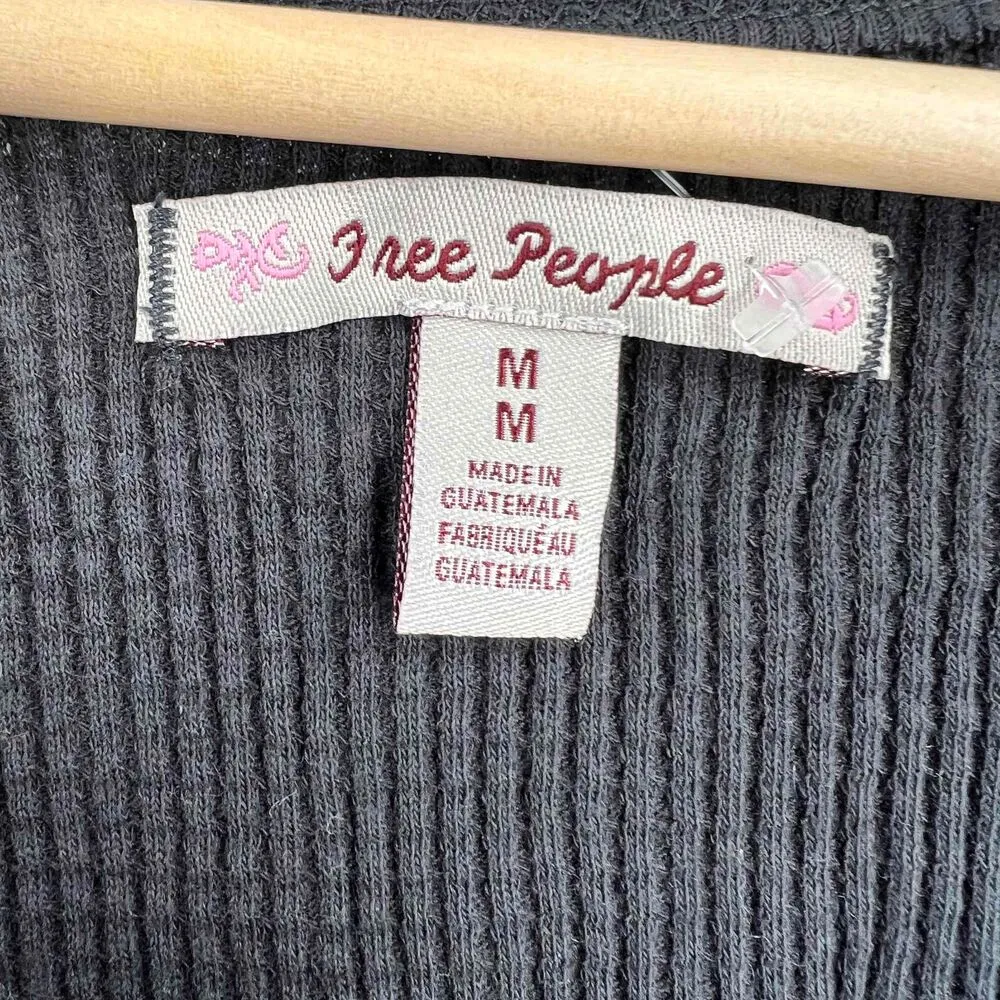 Free People
M
M
MADE IN
GUATEMALA
FABRIQUÉ AU
GUATEMALA